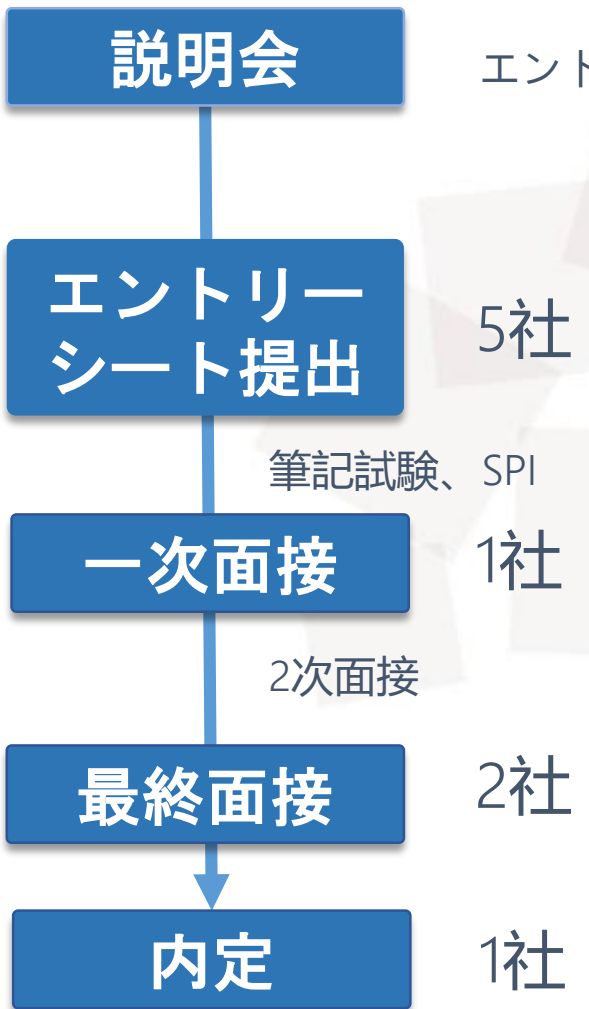 説明会
エント
エントリー
シート提出
5社
筆記試験、SPI
一次面接
1社
2次面接
最終面接
2社
内定
1社